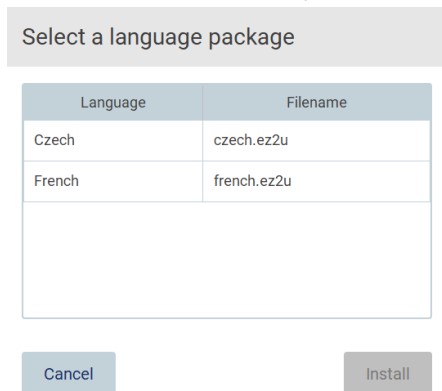 Select a language package
Language Filename
Czech czech.ez2u
French french.ez2u
Cancel Install